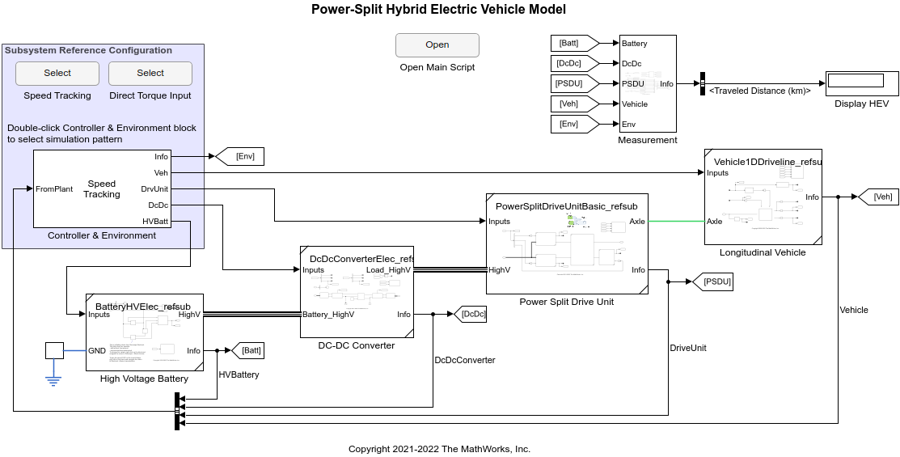 Power-Split Hybrid Electric Vehicle Model
Subsystem Reference Configuration
Select
Select
Speed Tracking
Direct Torque Input
Double-click Controller & Environment block
to select simulation pattern
Open
Open Main Script
[Batt]
[DcDc]
[PSDU]
[Veh]
[Env]
Battery
DcDc
PSDU
Vehicle
Env
Info
Measurement
<Traveled Distance (km)>
Display HEV
FromPlant
Speed
Tracking
Info
Veh
DrvUnit
DcDc
HVBatt
Controller & Environment
[Env]
Vehicle1DDriveline_refsu
Inputs
Axle
Info
Longitudinal Vehicle
[Veh]
PowerSplitDriveUnitBasic_refsub
Inputs
HighV
Axle
Info
Power Split Drive Unit
[PSDU]
DcDcConverterElec_refs
Inputs
Load_HighV
Battery_HighV
Info
DC-DC Converter
[DcDc]
BatteryHVElec_refsub
Inputs
HighV
GND
Info
High Voltage Battery
[Batt]
HVBattery
DcDcConverter
DriveUnit
Vehicle
Copyright 2021-2022 The MathWorks, Inc.